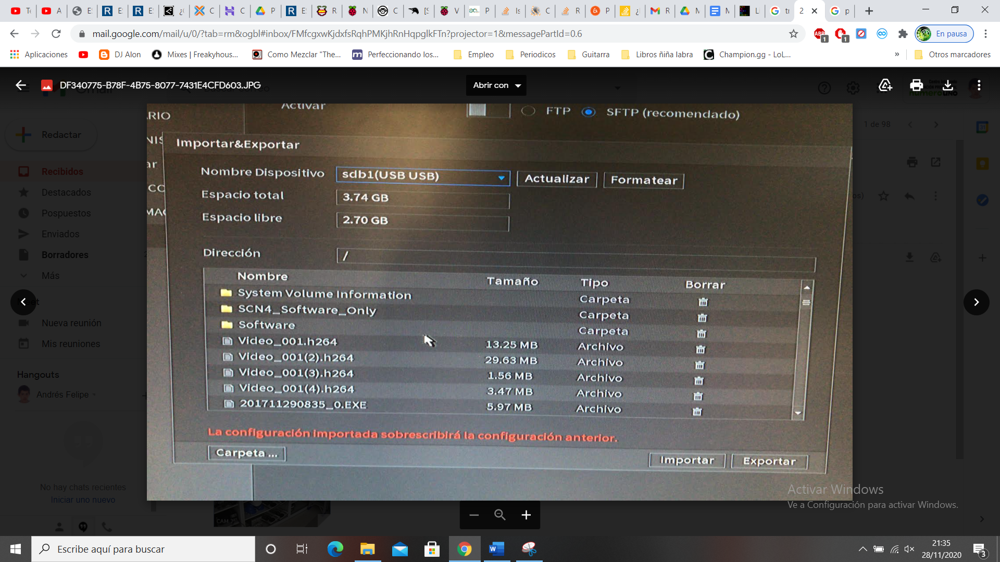 mail.google.com/mail/u/0/?tab=rm&ogbl#inbox/FMfcgxwKjdxfsRqhPMKjhRnHqpglkFTn?projector=1&messagePartId=0.6
En pausa
Aplicaciones
DJ Alon
Mixes | Freakyhous...
Como Mezclar "The...
Perfeccionando los...
Empleo
Periodicos
Guitarra
Libros ñiña labra
Champion.gg - LoL...
»
Otros marcadores
DF340775-B78F-4B75-8077-7431E4CFD603.JPG
Abrir con
Redactar
1 de 98
Recibidos
Destacados
Pospuestos
Enviados
Borradores
Más
Nueva reunión
Mis reuniones
Hangouts
Andrés Felipe
No hay chats recientes
Iniciar uno nuevo
Activar
FTP
SFTP (recomendado)
Importar&Exportar
Nombre Dispositivo sdb1(USB USB) Actualizar Formatear
Espacio total 3.74 GB
Espacio libre 2.70 GB
Dirección /
Nombre Tamaño Tipo Borrar
System Volume Information Carpeta
SCN4_Software_Only Carpeta
Software Carpeta
Video_001.h264 13.25 MB Archivo
Video_001(2).h264 29.63 MB Archivo
Video_001(3).h264 1.56 MB Archivo
Video_001(4).h264 3.47 MB Archivo
201711290835_0.EXE 5.97 MB Archivo
La configuración importada sobrescribirá la configuración anterior.
Carpeta ... Importar Exportar
Activar Windows
Ve a Configuración para activar Windows.
Escribe aquí para buscar
21:35
28/11/2020
3